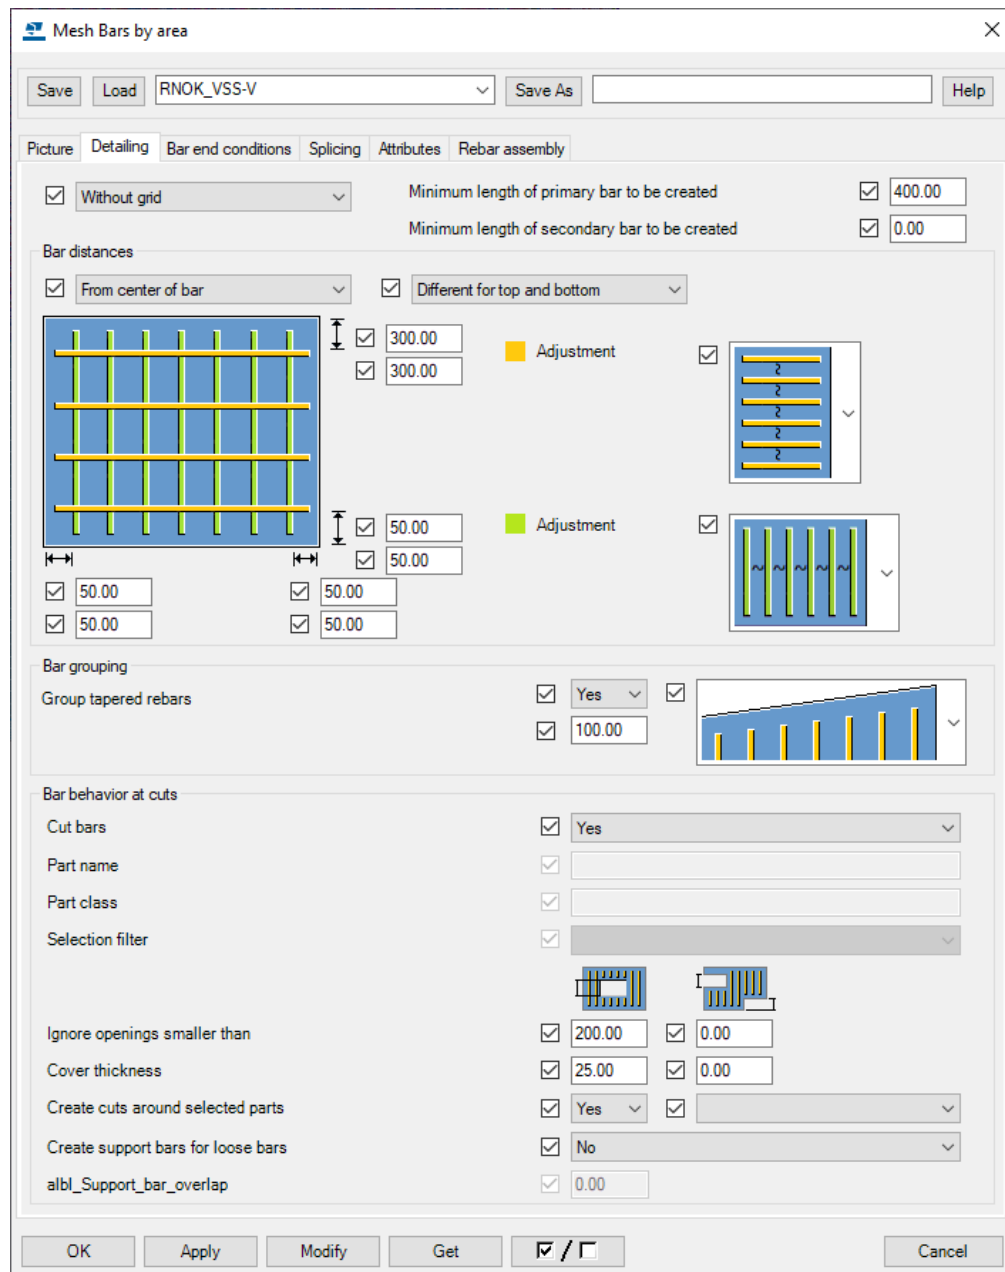 Mesh Bars by area
Save Load RNOK_VSS-V Save As Help
Picture Detailing Bar end conditions Splicing Attributes Rebar assembly
Without grid Minimum length of primary bar to be created 400.00
Minimum length of secondary bar to be created 0.00
Bar distances
From center of bar Different for top and bottom
300.00 Adjustment
300.00
50.00 Adjustment
50.00
50.00 50.00
50.00 50.00
Bar grouping
Group tapered rebars Yes
100.00
Bar behavior at cuts
Cut bars Yes
Part name
Part class
Selection filter
Ignore openings smaller than 200.00 0.00
Cover thickness 25.00 0.00
Create cuts around selected parts Yes
Create support bars for loose bars No
albl_Support_bar_overlap 0.00
OK Apply Modify Get / Cancel